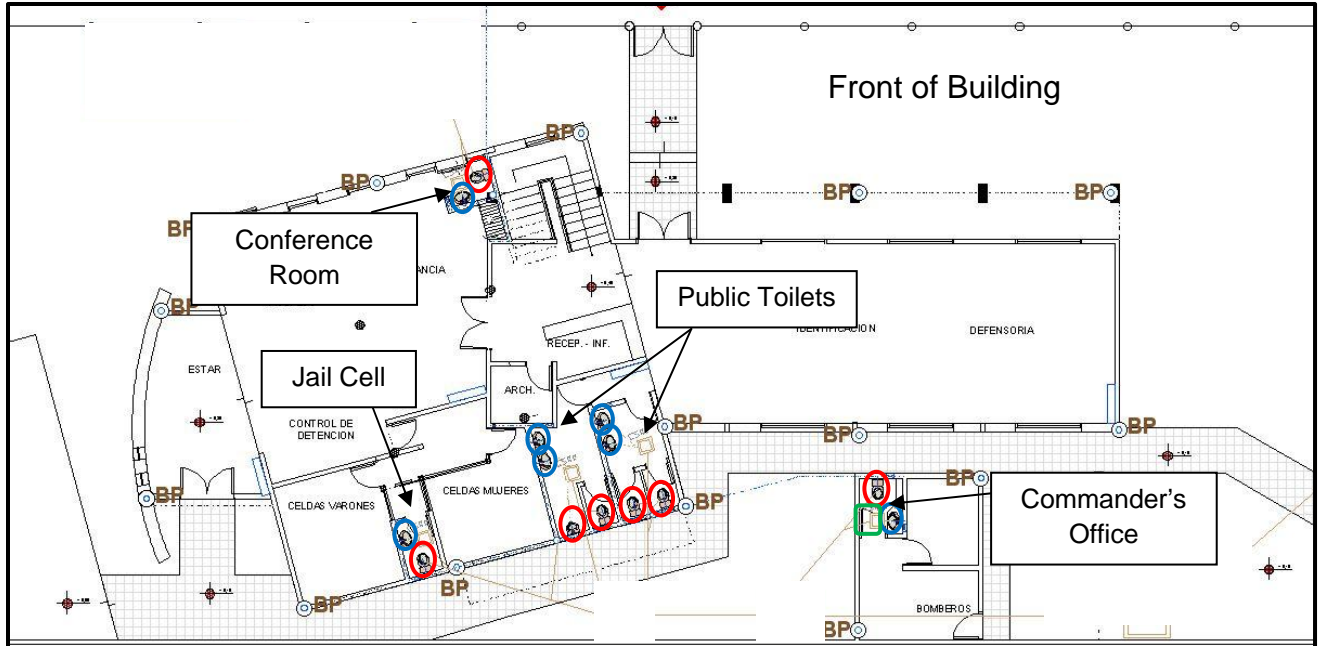 Front of Building
BP
BP
BP
BP
BP
Conference
Room
ANCIA
BP
Public Toilets
DEFENSORIA
RECEP. - INF.
ESTAR
Jail Cell
ARCH.
CONTROL DE
DETENCION
BP
BP
BP
BP
CELDAS VARONES
CELDAS MUJERES
BP
BP
Commander's
Office
BP
BP
BOMBEROS
BP